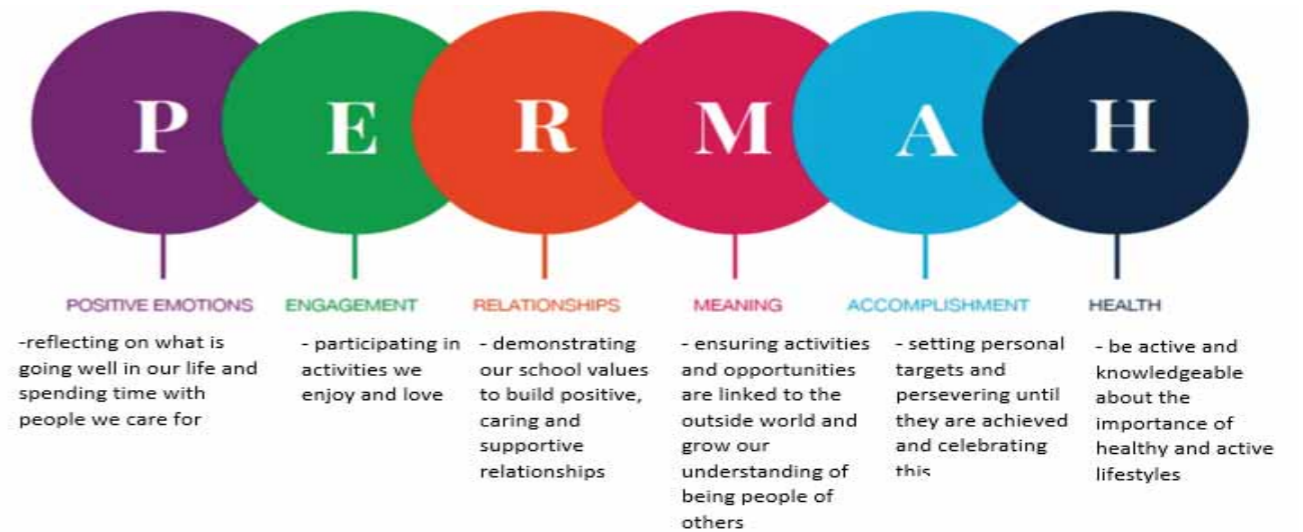 P E R M A H
POSITIVE EMOTIONS
-reflecting on what is
going well in our life and
spending time with
people we care for
ENGAGEMENT
- participating in
activities we
enjoy and love
RELATIONSHIPS
- demonstrating
our school values
to build positive,
caring and
supportive
relationships
MEANING
- ensuring activities
and opportunities
are linked to the
outside world and
grow our
understanding of
being people of
others
ACCOMPLISHMENT
- setting personal
targets and
persevering until
they are achieved
and celebrating
this
HEALTH
- be active and
knowledgeable
about the
importance of
healthy and active
lifestyles